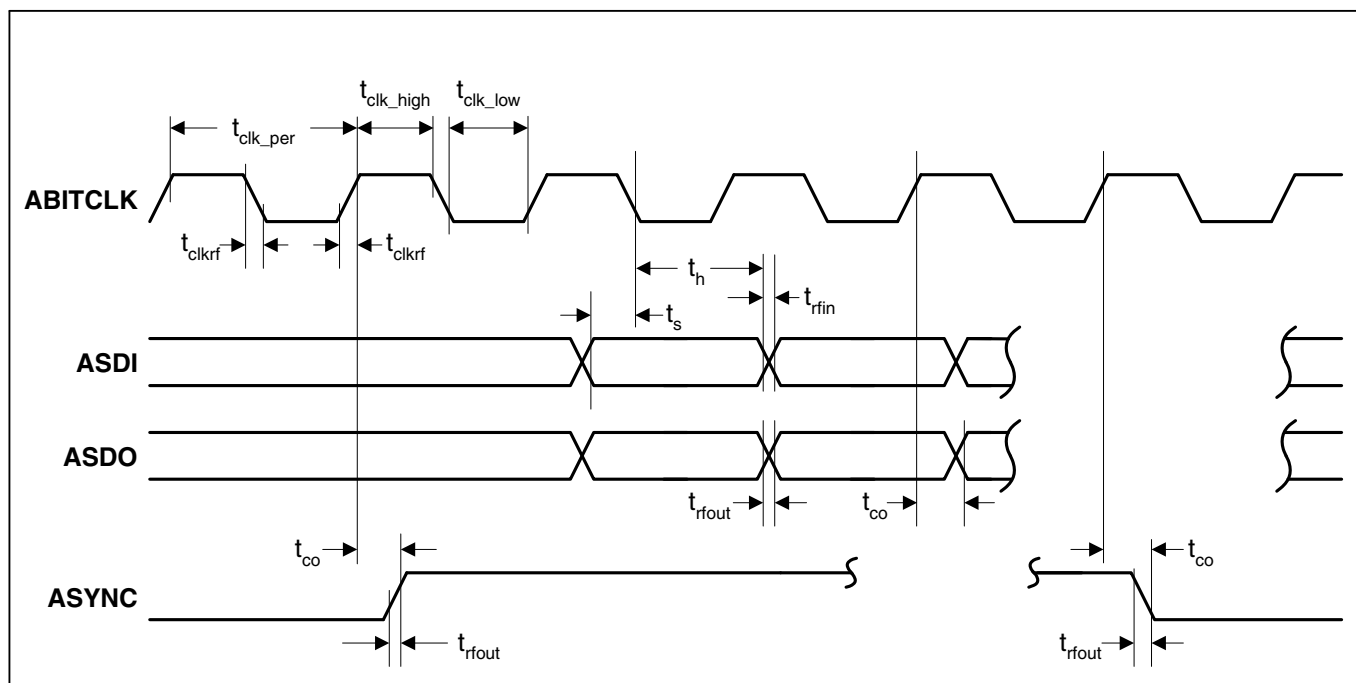 t_clk_high
t_clk_low
t_clk_per
ABITCLK
t_clkrf
t_clkrf
t_h
t_rfin
t_s
ASDI
ASDO
t_rfout
t_co
t_co
t_co
ASYNC
t_rfout
t_rfout